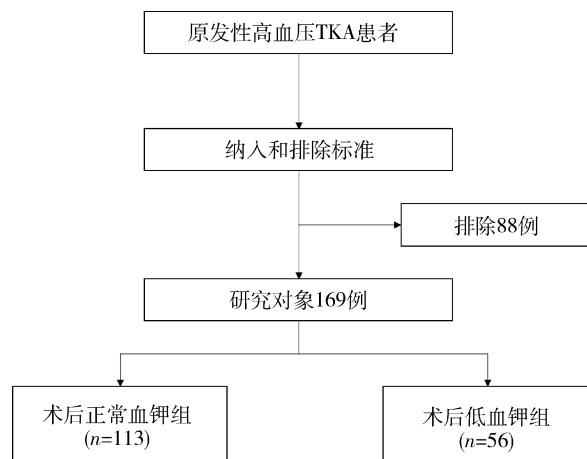 原发性高血压TKA患者
纳入和排除标准
排除88例
研究对象169例
术后正常血钾组
(n=113)
术后低血钾组
(n=56)